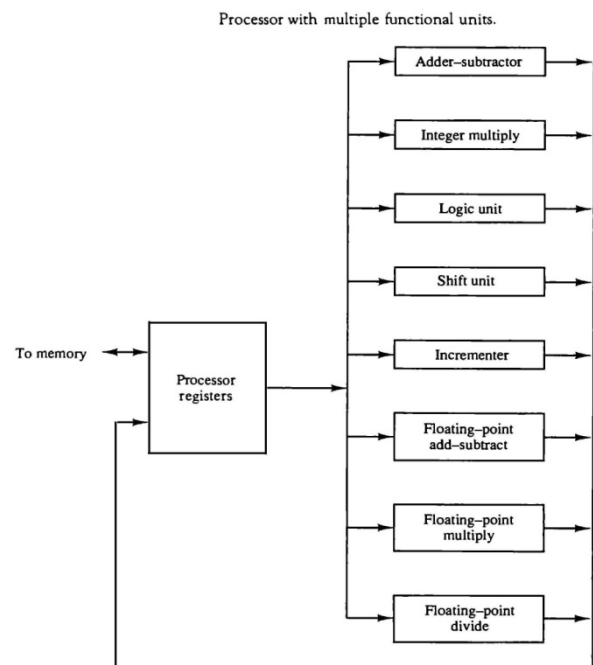 Processor with multiple functional units.
Adder–subtractor
Integer multiply
Logic unit
Shift unit
To memory
Processor
registers
Incrementer
Floating–point
add–subtract
Floating–point
multiply
Floating–point
divide